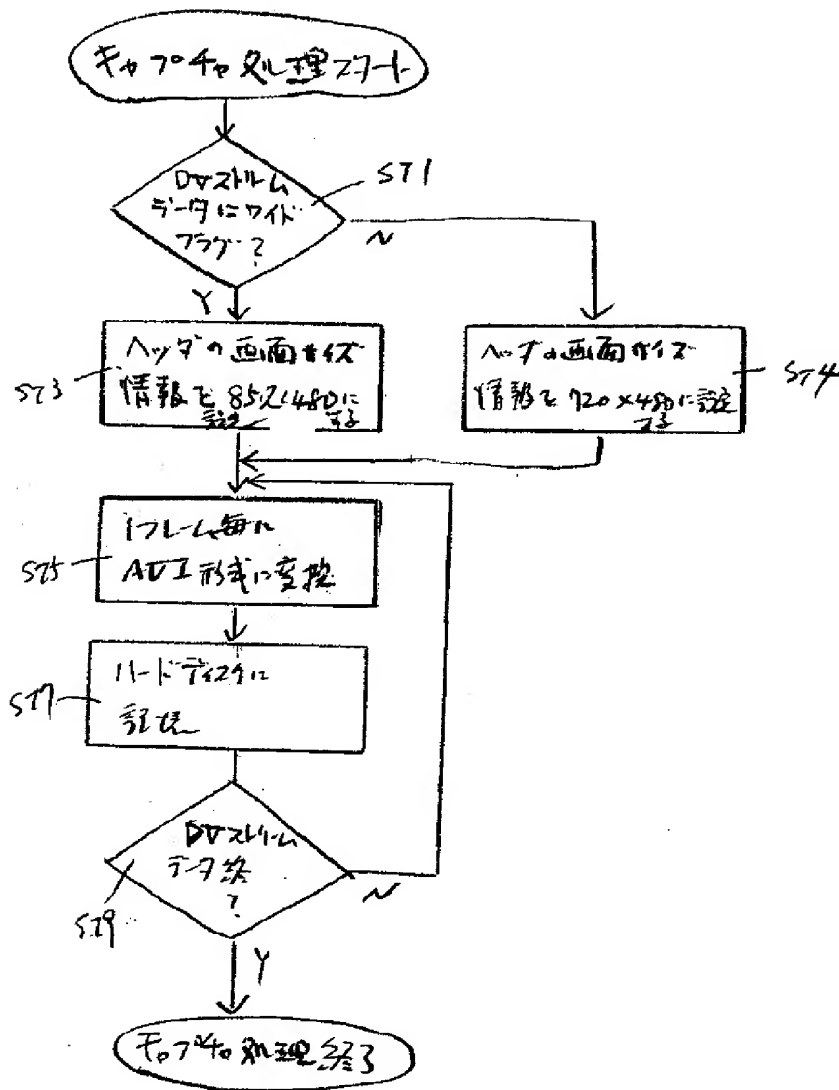 キャプチャ処理スタート
DVストリーム
データにワイド
フラグ?
ST1
N
Y
ヘッダの画面サイズ
情報を852×480に
設定する
ST3
ヘッダの画面サイズ
情報を720×480に設定
する
ST4
1フレーム毎に
AVI形式に変換
ST5
ハードディスクに
記憶
ST7
DVストリーム
データ終
?
ST9
N
Y
キャプチャ処理終了